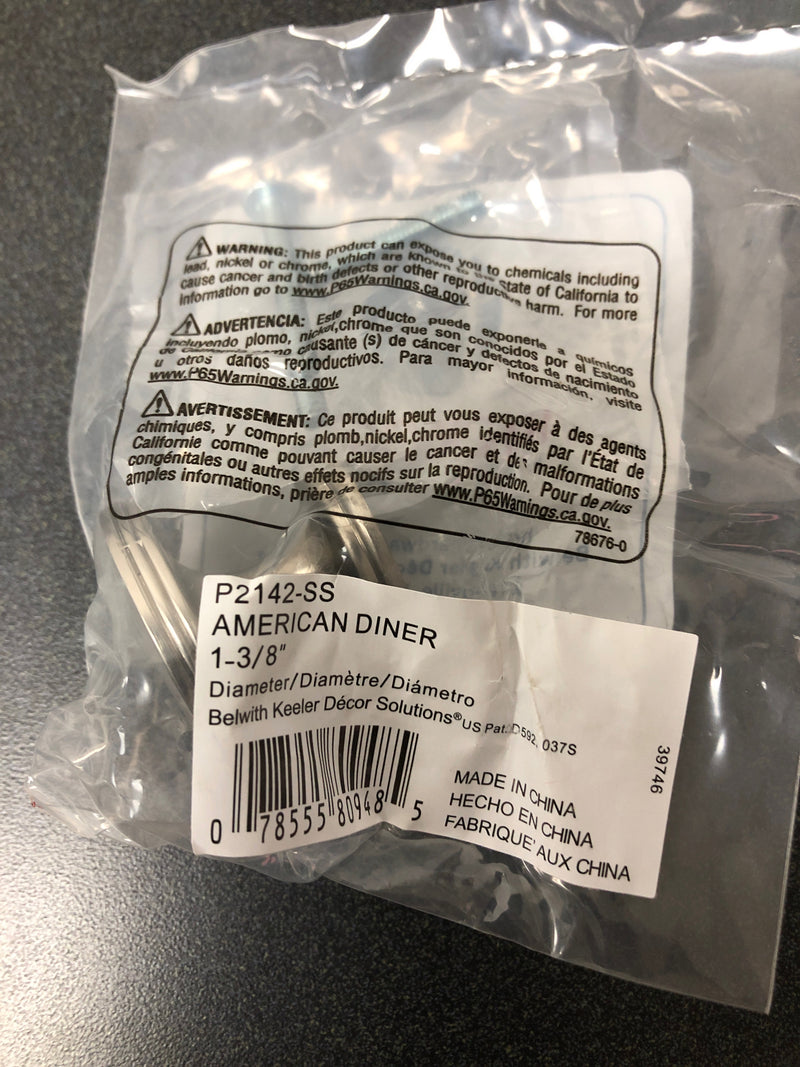 ⚠ WARNING: This product can expose you to chemicals including
lead, nickel or chrome, which are known to the State of California to
cause cancer and birth defects or other reproductive harm. For more
information go to www.P65Warnings.ca.gov.
⚠ ADVERTENCIA: Este producto puede exponerle a químicos
incluyendo plomo, nickel,chrome que son conocidos por el Estado
de California como causante (s) de cáncer y defectos de nacimiento
u otros daños reproductivos. Para mayor información, visite
www.P65Warnings.ca.gov.
⚠ AVERTISSEMENT: Ce produit peut vous exposer à des agents
chimiques, y compris plomb,nickel,chrome identifiés par l'État de
Californie comme pouvant causer le cancer et des malformations
congénitales ou autres effets nocifs sur la reproduction. Pour de plus
amples informations, prière de consulter www.P65Warnings.ca.gov.
78676-0
P2142-SS
AMERICAN DINER
1-3/8"
Diameter/Diamètre/Diámetro
Belwith Keeler Décor Solutions® US Pat. D592, 037S
0 78555 80948 5
MADE IN CHINA
HECHO EN CHINA
FABRIQUE' AUX CHINA
39746